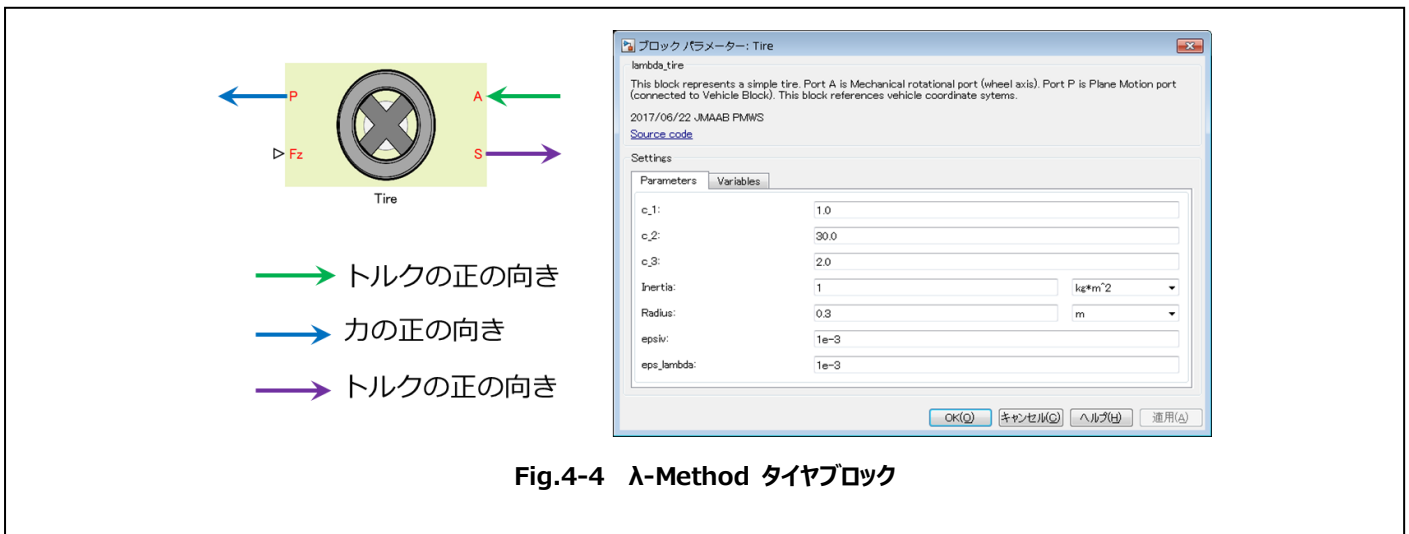 P
A
Fz
S
Tire
トルクの正の向き
力の正の向き
トルクの正の向き
ブロック パラメーター: Tire
lambda_tire
This block represents a simple tire. Port A is Mechanical rotational port (wheel axis). Port P is Plane Motion port
(connected to Vehicle Block). This block references vehicle coordinate sytems.
2017/06/22 JMAAB PMWS
Source code
Settings
Parameters Variables
c_1: 1.0
c_2: 30.0
c_3: 2.0
Inertia: 1 kg*m^2
Radius: 0.3 m
epsiv: 1e-3
eps_lambda: 1e-3
OK(O) キャンセル(C) ヘルプ(H) 適用(A)
Fig.4-4 λ-Method タイヤブロック